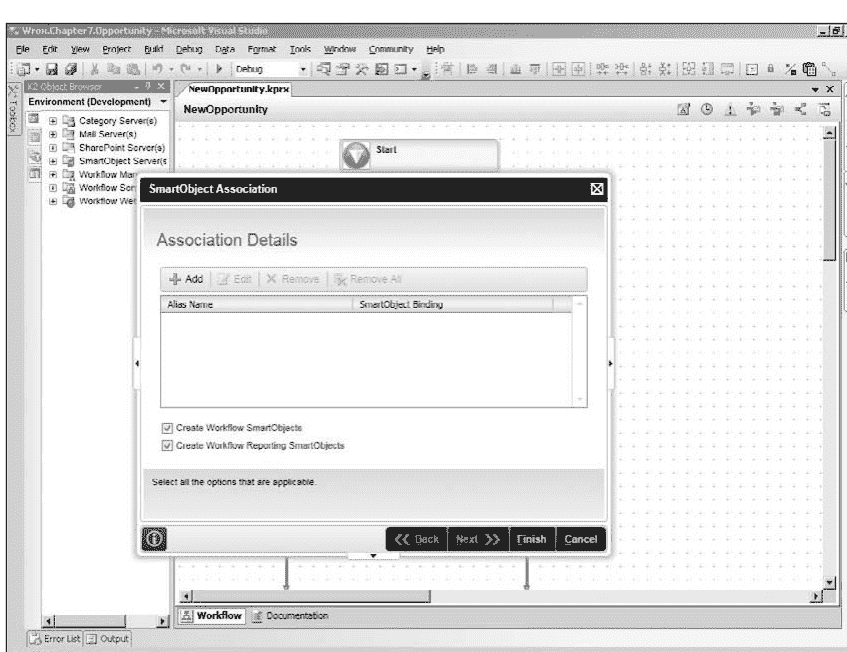 Wrox.Chapter7.Opportunity - Microsoft Visual Studio
File Edit View Project Build Debug Data Format Tools Window Community Help
Debug
K2 Object Browser
NewOpportunity.kprx
Toolbox
Environment (Development)
NewOpportunity
Category Server(s)
Mail Server(s)
SharePoint Server(s)
SmartObject Server(s
Workflow Man
Workflow Ser
Workflow Wet
Start
SmartObject Association
Association Details
Add Edit Remove Remove All
Alias Name SmartObject Binding
Create Workflow SmartObjects
Create Workflow Reporting SmartObjects
Select all the options that are applicable.
Back Next Finish Cancel
Workflow Documentation
Error List Output